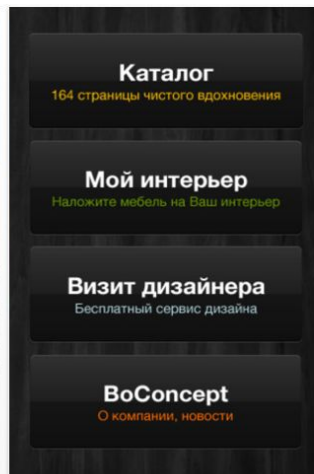 Каталог
164 страницы чистого вдохновения
Мой интерьер
Наложите мебель на Ваш интерьер
Визит дизайнера
Бесплатный сервис дизайна
BoConcept
О компании, новости